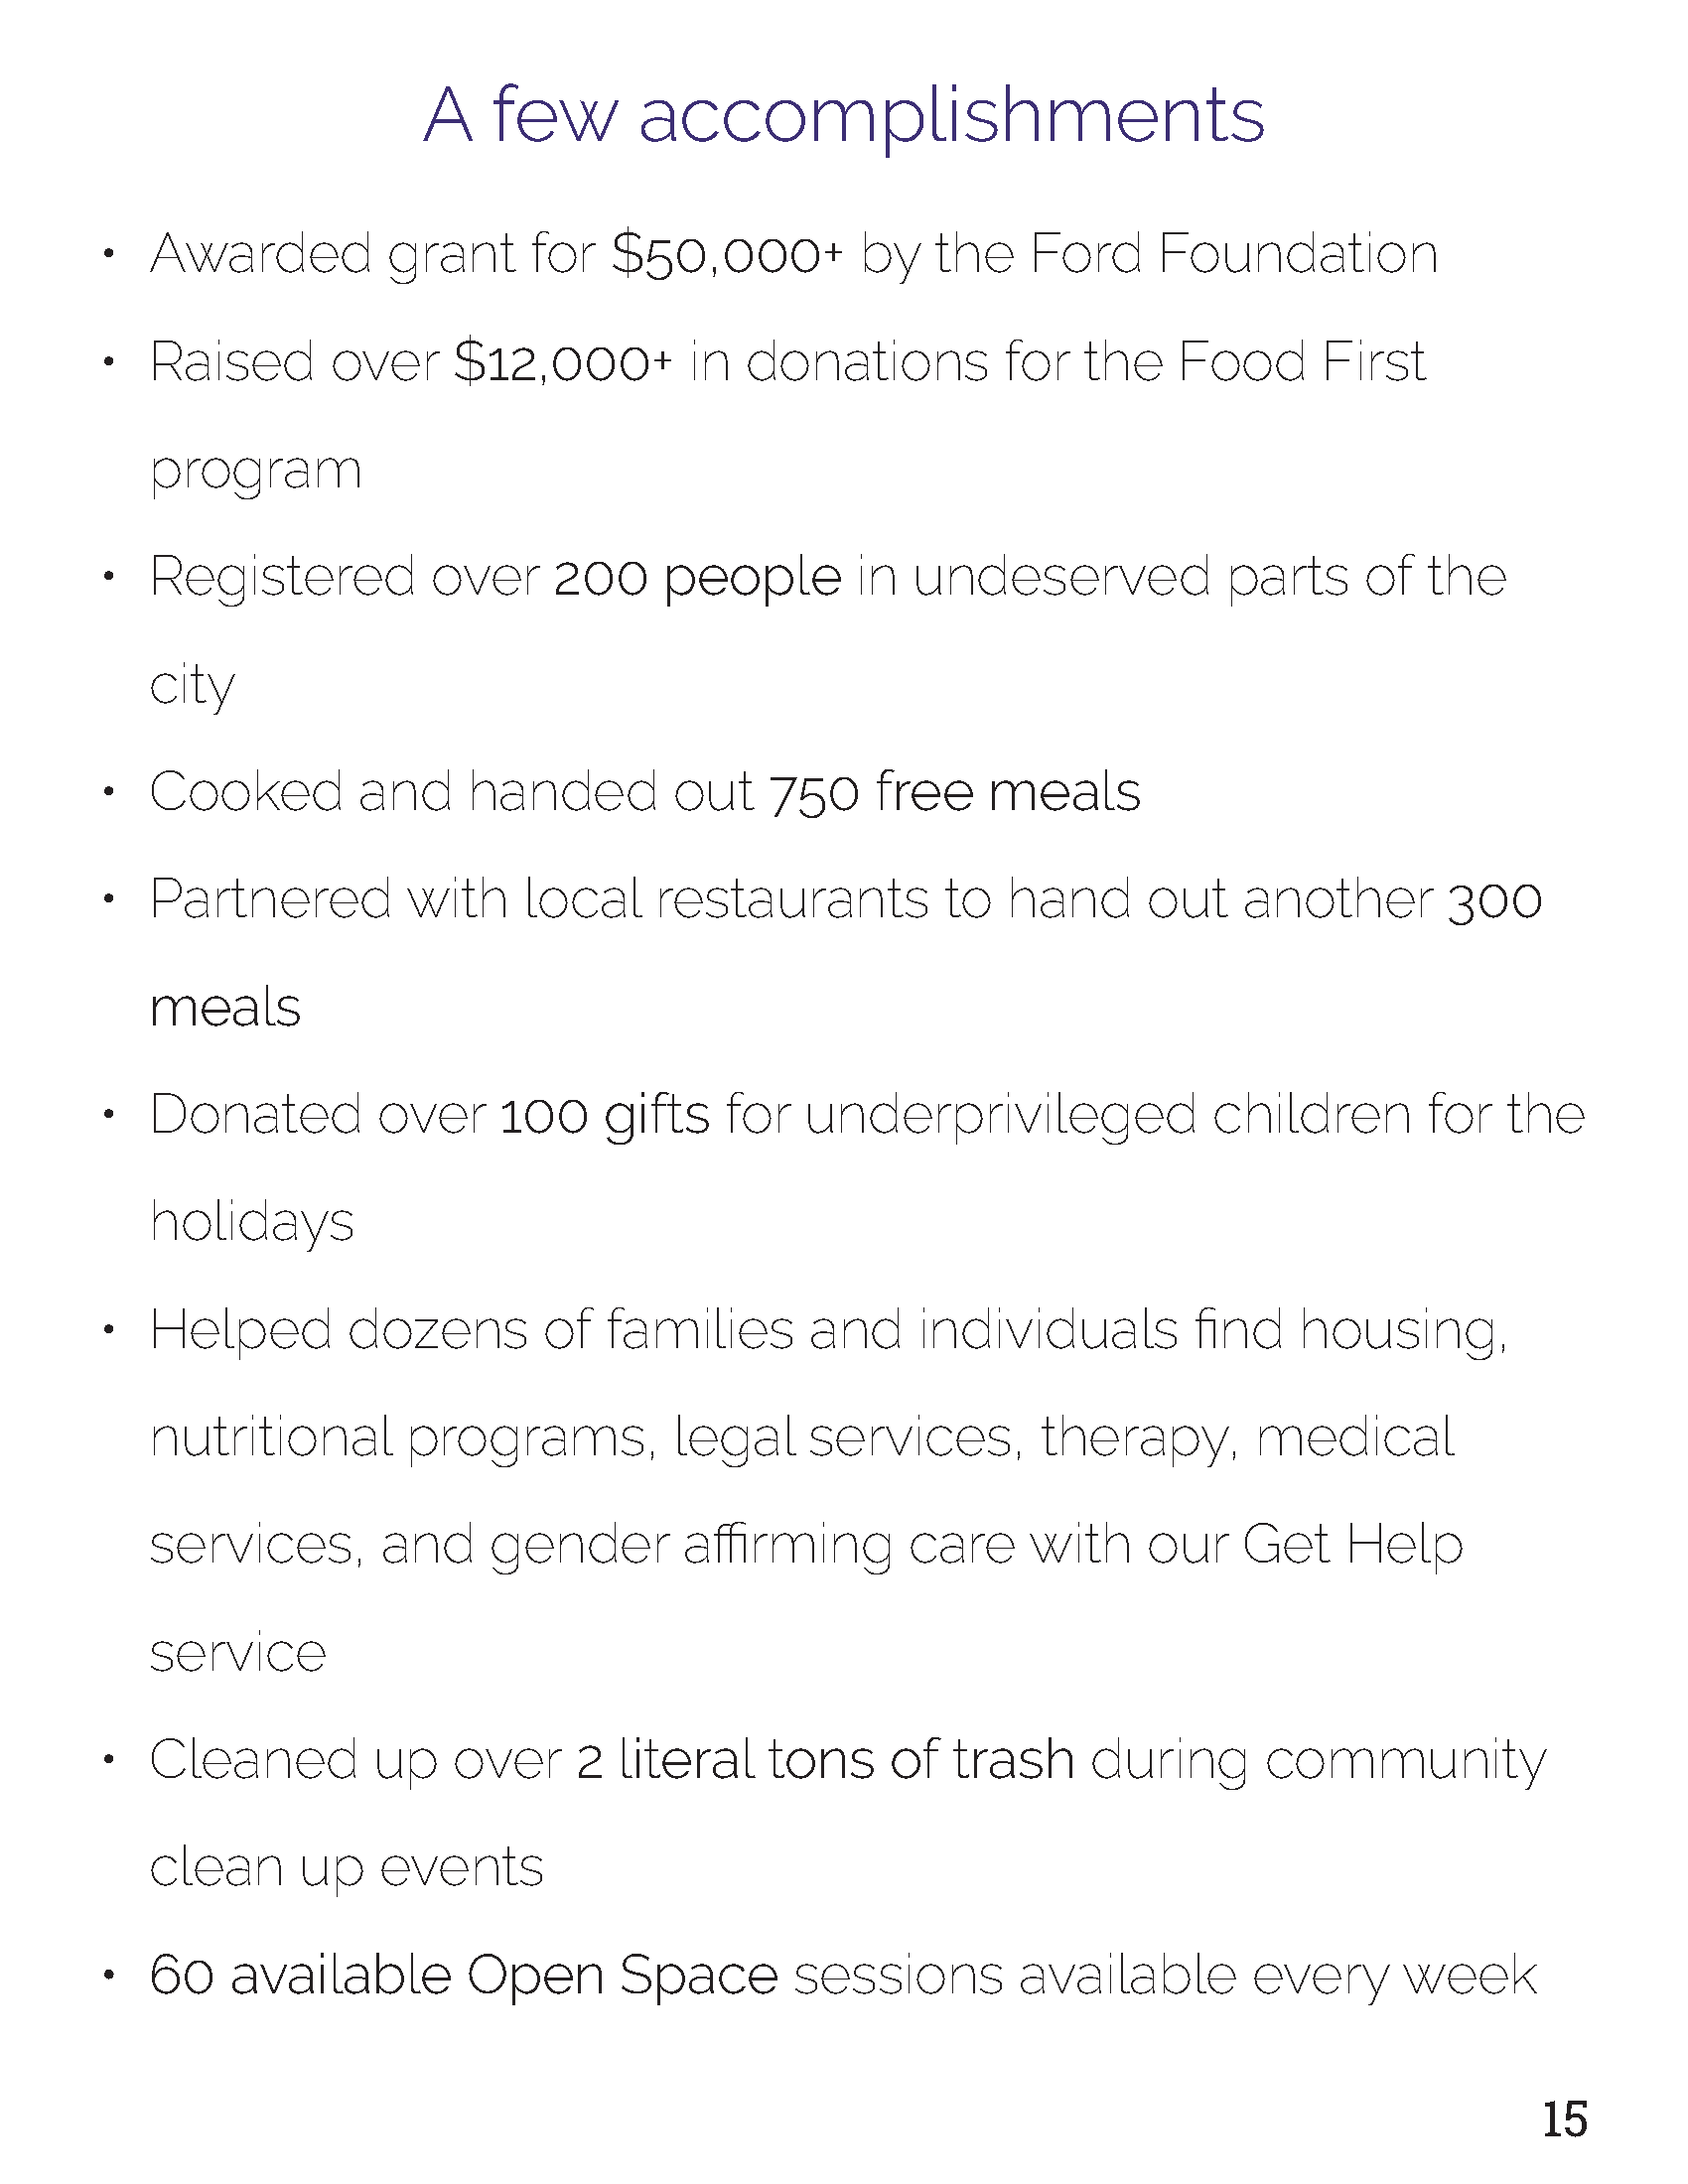 A few accomplishments
• Awarded grant for $50,000+ by the Ford Foundation
• Raised over $12,000+ in donations for the Food First
program
• Registered over 200 people in undeserved parts of the
city
• Cooked and handed out 750 free meals
• Partnered with local restaurants to hand out another 300
meals
• Donated over 100 gifts for underprivileged children for the
holidays
• Helped dozens of families and individuals find housing,
nutritional programs, legal services, therapy, medical
services, and gender affirming care with our Get Help
service
• Cleaned up over 2 literal tons of trash during community
clean up events
• 60 available Open Space sessions available every week
15